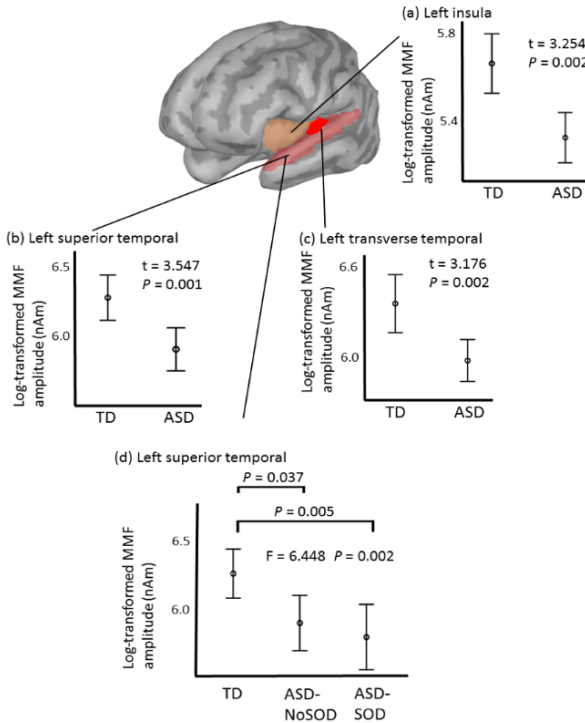 (a) Left insula
Log-transformed MMF
amplitude (nAm)
5.8
5.4
t = 3.254
P = 0.002
TD
ASD
(b) Left superior temporal
Log-transformed MMF
amplitude (nAm)
6.5
6.0
t = 3.547
P = 0.001
TD
ASD
(c) Left transverse temporal
Log-transformed MMF
amplitude (nAm)
6.6
6.0
t = 3.176
P = 0.002
TD
ASD
(d) Left superior temporal
P = 0.037
P = 0.005
F = 6.448 P = 0.002
Log-transformed MMF
amplitude (nAm)
6.5
6.0
TD
ASD-
NoSOD
ASD-
SOD